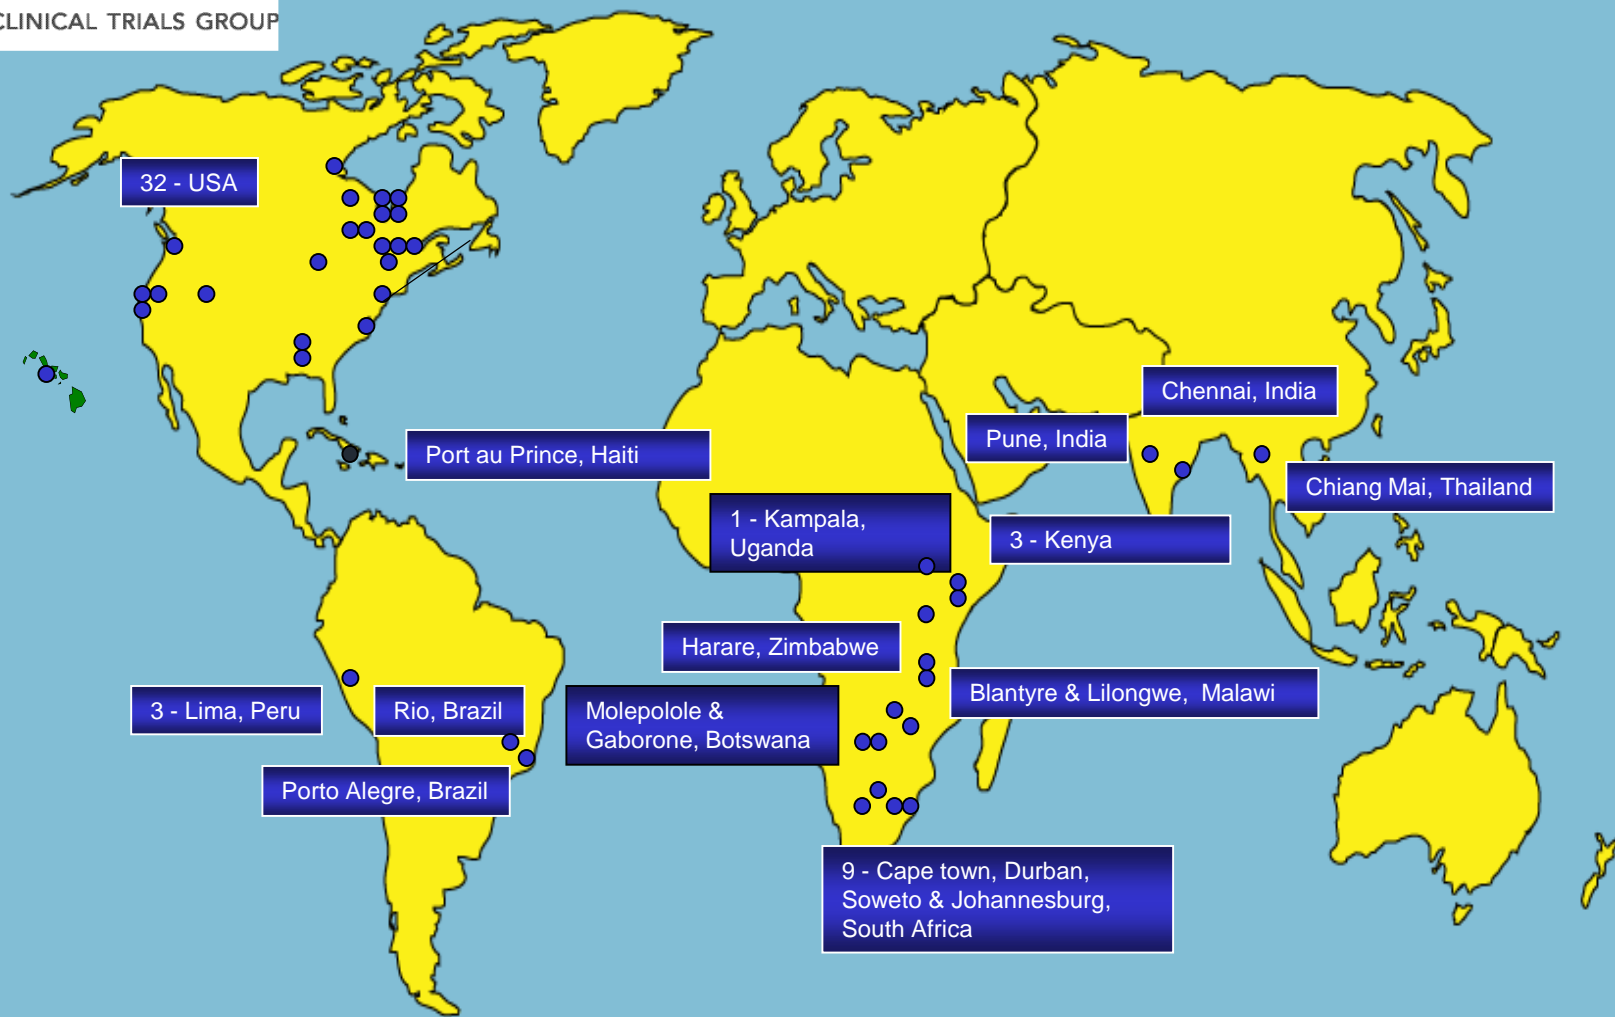 CLINICAL TRIALS GROUP
32 - USA
Chennai, India
Pune, India
Port au Prince, Haiti
Chiang Mai, Thailand
1 - Kampala,
Uganda
3 - Kenya
Harare, Zimbabwe
Blantyre & Lilongwe,  Malawi
3 - Lima, Peru
Rio, Brazil
Molepolole &
Gaborone, Botswana
Porto Alegre, Brazil
9 - Cape town, Durban,
Soweto & Johannesburg,
South Africa